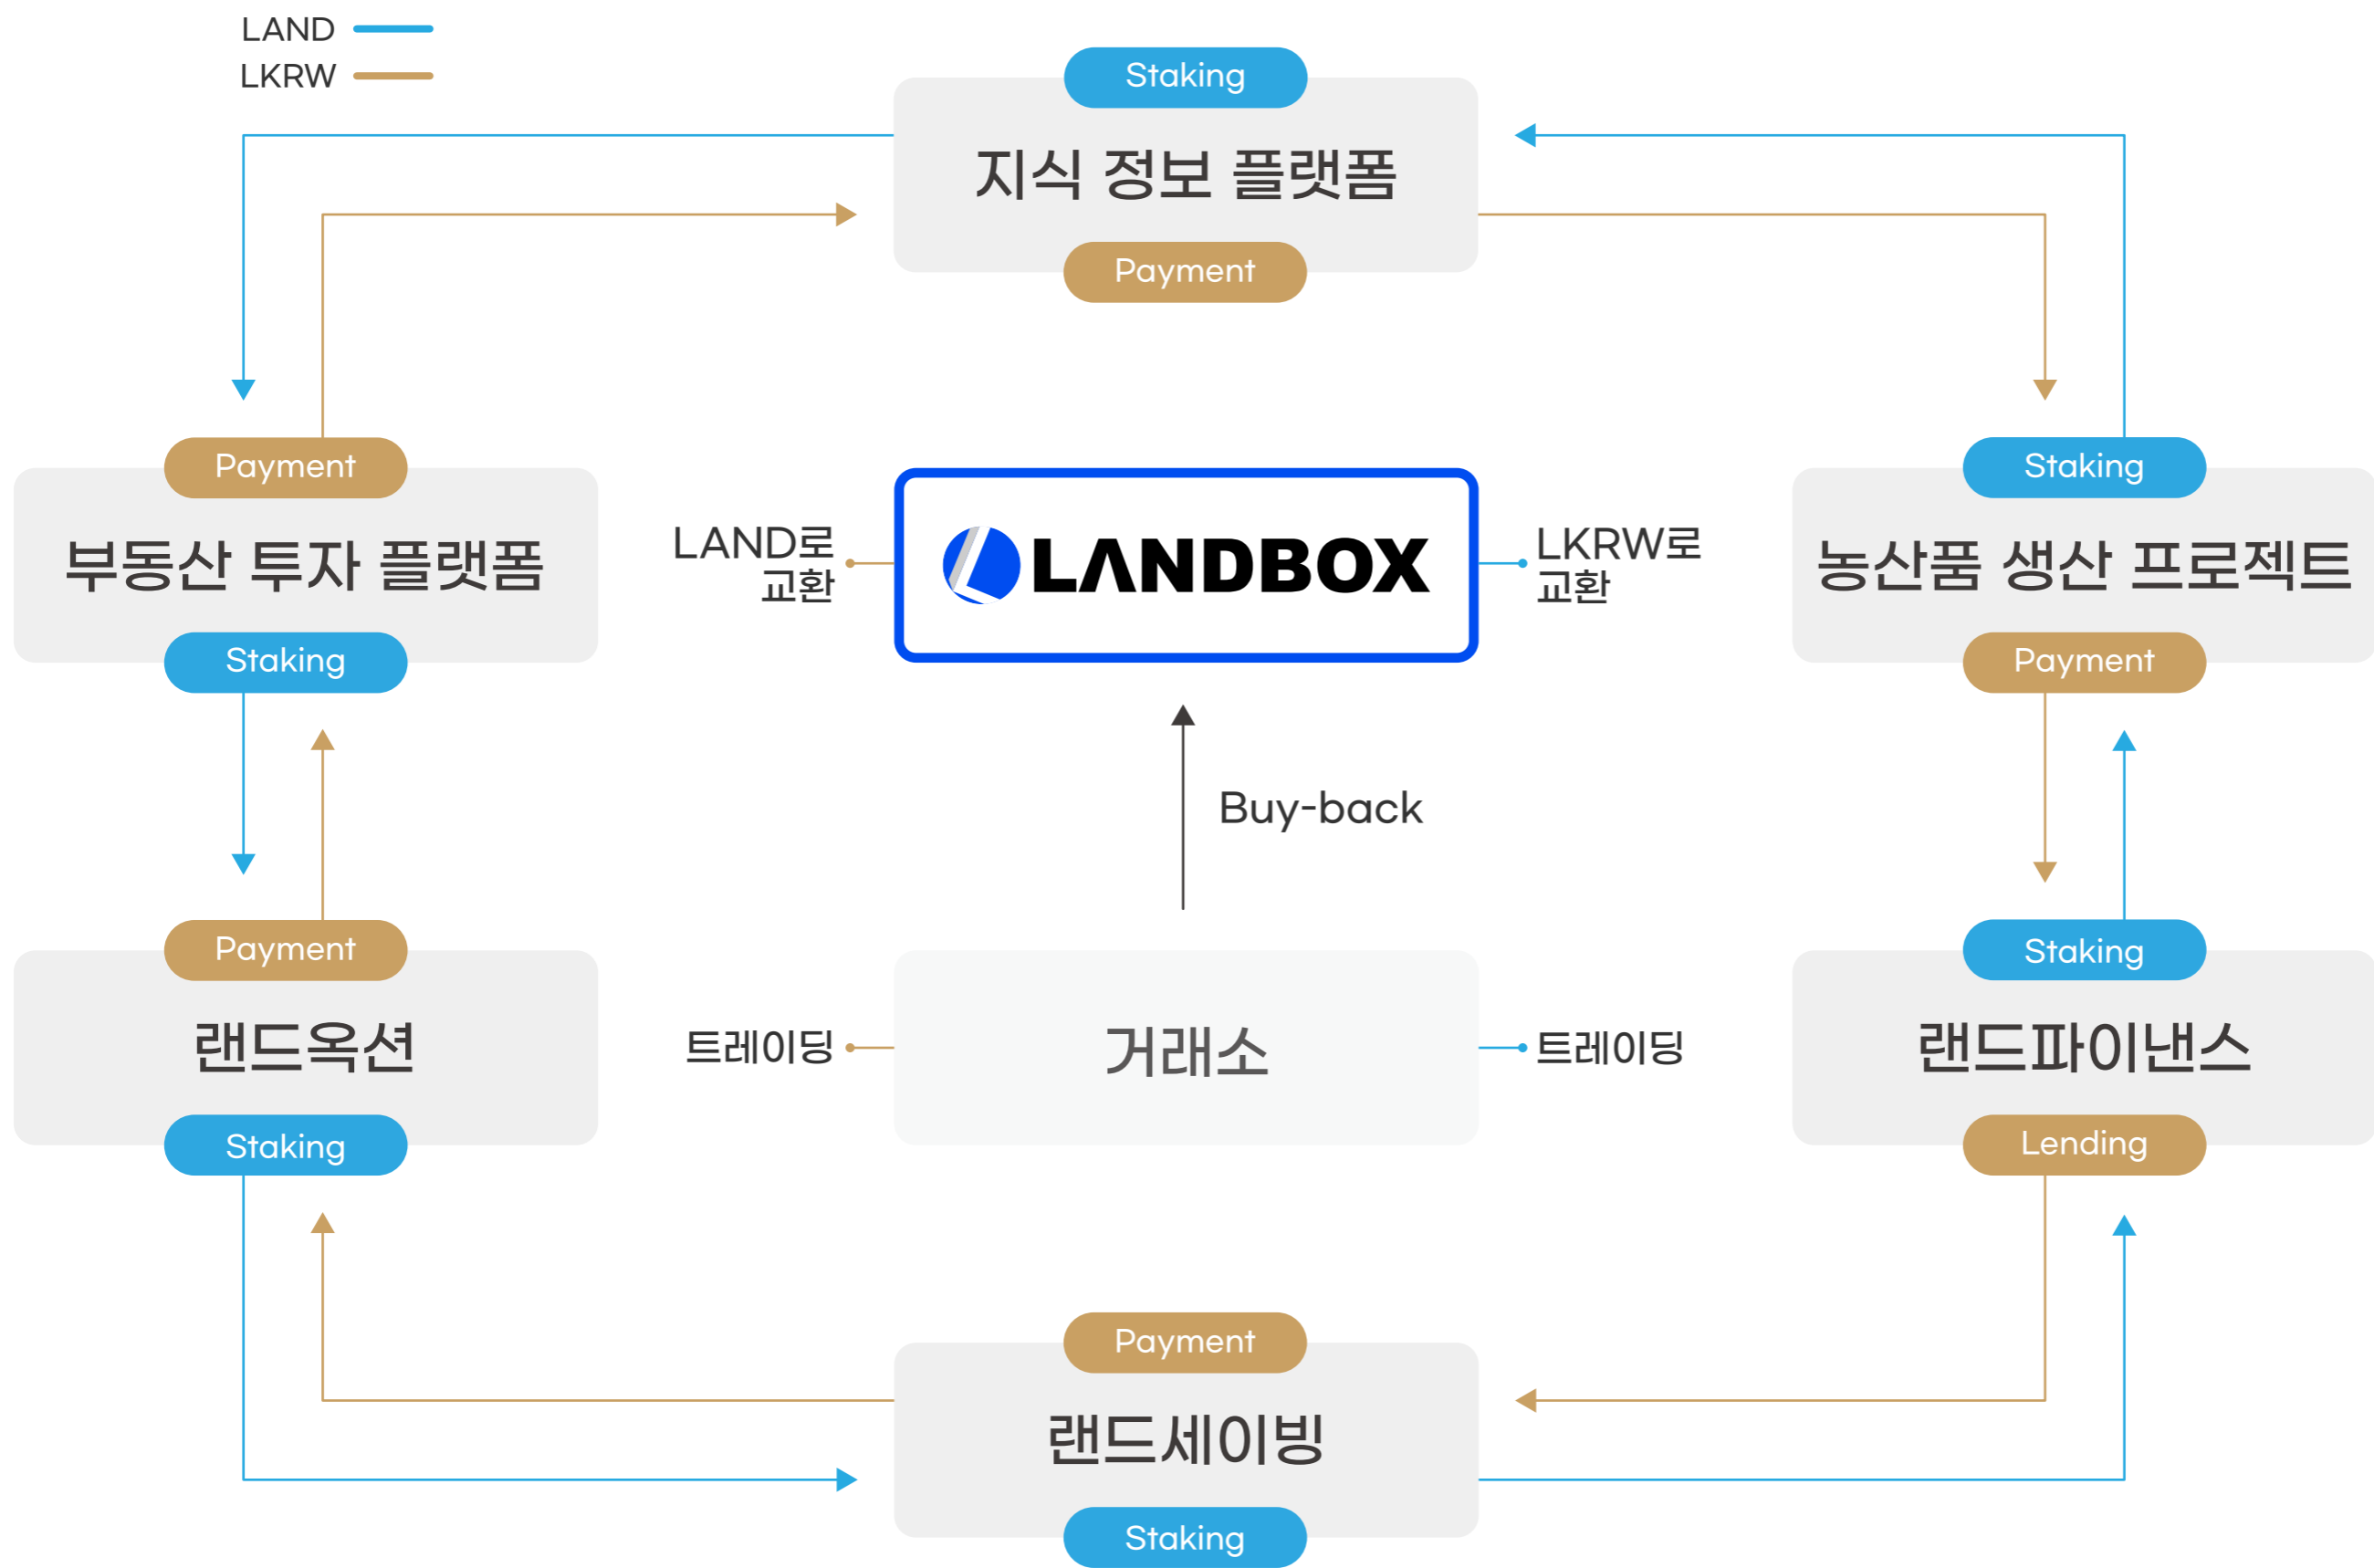 LAND
LKRW
Staking
지식 정보 플랫폼
Payment
Payment
부동산 투자 플랫폼
Staking
LAND로
교환
LANDBOX
LKRW로
교환
Staking
농산품 생산 프로젝트
Payment
Buy-back
Payment
랜드옵션
Staking
트레이딩
거래소
트레이딩
Staking
랜드파이낸스
Lending
Payment
랜드세이빙
Staking